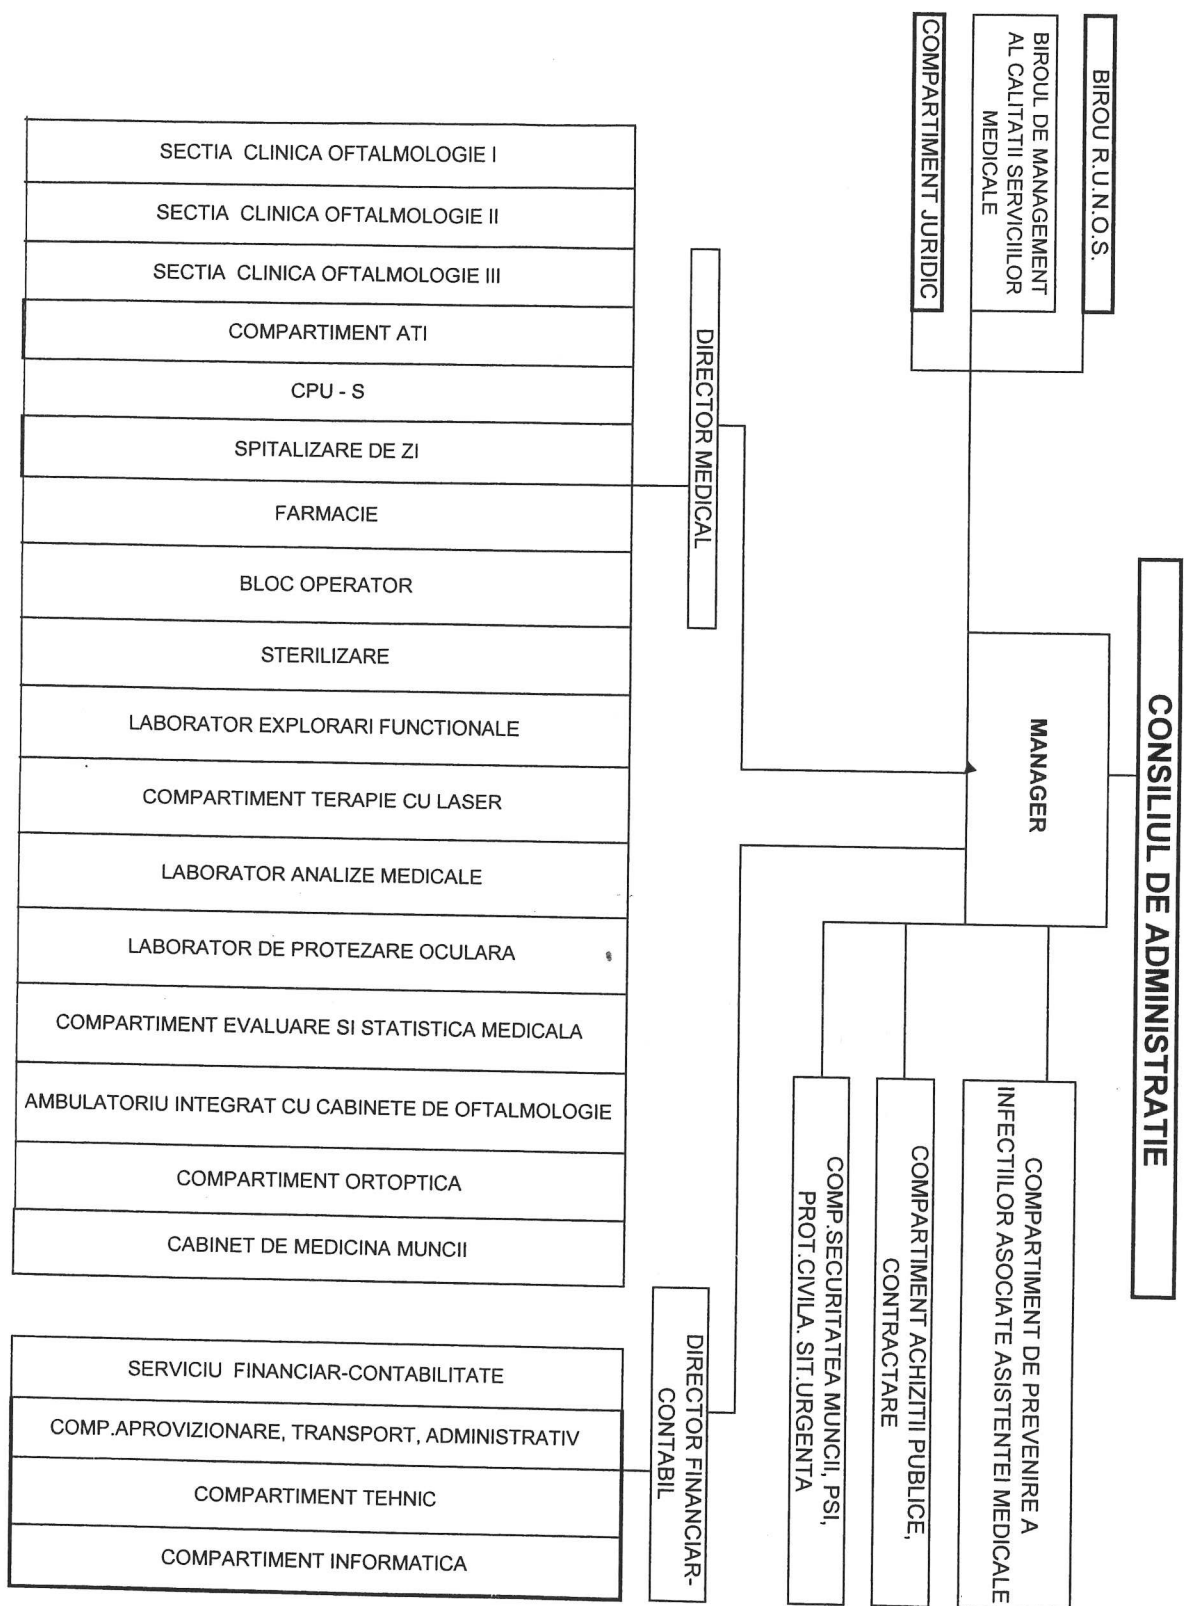 CONSILIUL DE ADMINISTRATIE
MANAGER
BIROU R.U.N.O.S.
BIROUL DE MANAGEMENT
AL CALITATII SERVICIILOR
MEDICALE
COMPARTIMENT JURIDIC
COMPARTIMENT DE PREVENIRE A
INFECTIILOR ASOCIATE ASISTENTEI MEDICALE
COMPARTIMENT ACHIZITII PUBLICE,
CONTRACTARE
COMP.SECURITATEA MUNCII, PSI,
PROT.CIVILA. SIT.URGENTA
DIRECTOR MEDICAL
SECTIA CLINICA OFTALMOLOGIE I
SECTIA CLINICA OFTALMOLOGIE II
SECTIA CLINICA OFTALMOLOGIE III
COMPARTIMENT ATI
CPU - S
SPITALIZARE DE ZI
FARMACIE
BLOC OPERATOR
STERILIZARE
LABORATOR EXPLORARI FUNCTIONALE
COMPARTIMENT TERAPIE CU LASER
LABORATOR ANALIZE MEDICALE
LABORATOR DE PROTEZARE OCULARA
COMPARTIMENT EVALUARE SI STATISTICA MEDICALA
AMBULATORIU INTEGRAT CU CABINETE DE OFTALMOLOGIE
COMPARTIMENT ORTOPTICA
CABINET DE MEDICINA MUNCII
DIRECTOR FINANCIAR-
CONTABIL
SERVICIU FINANCIAR-CONTABILITATE
COMP.APROVIZIONARE, TRANSPORT, ADMINISTRATIV
COMPARTIMENT TEHNIC
COMPARTIMENT INFORMATICA